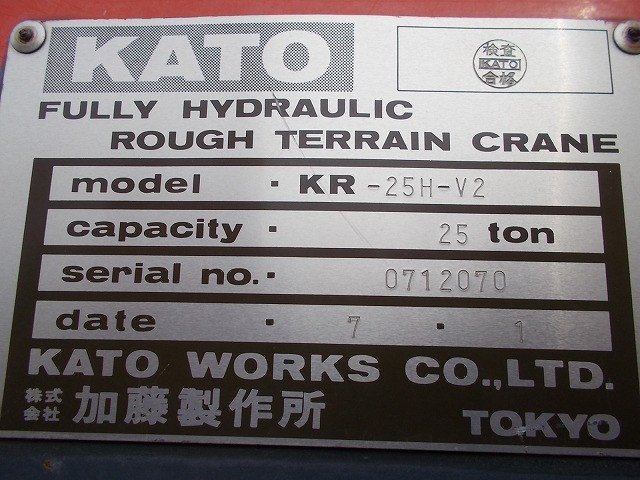 KATO
検査
KATO
合格
FULLY HYDRAULIC
ROUGH TERRAIN CRANE
model · KR -25H-V2
capacity · 25 ton
serial no. · 0712070
date · 7 · 1
KATO WORKS CO.,LTD.
株式会社 加藤製作所 TOKYO